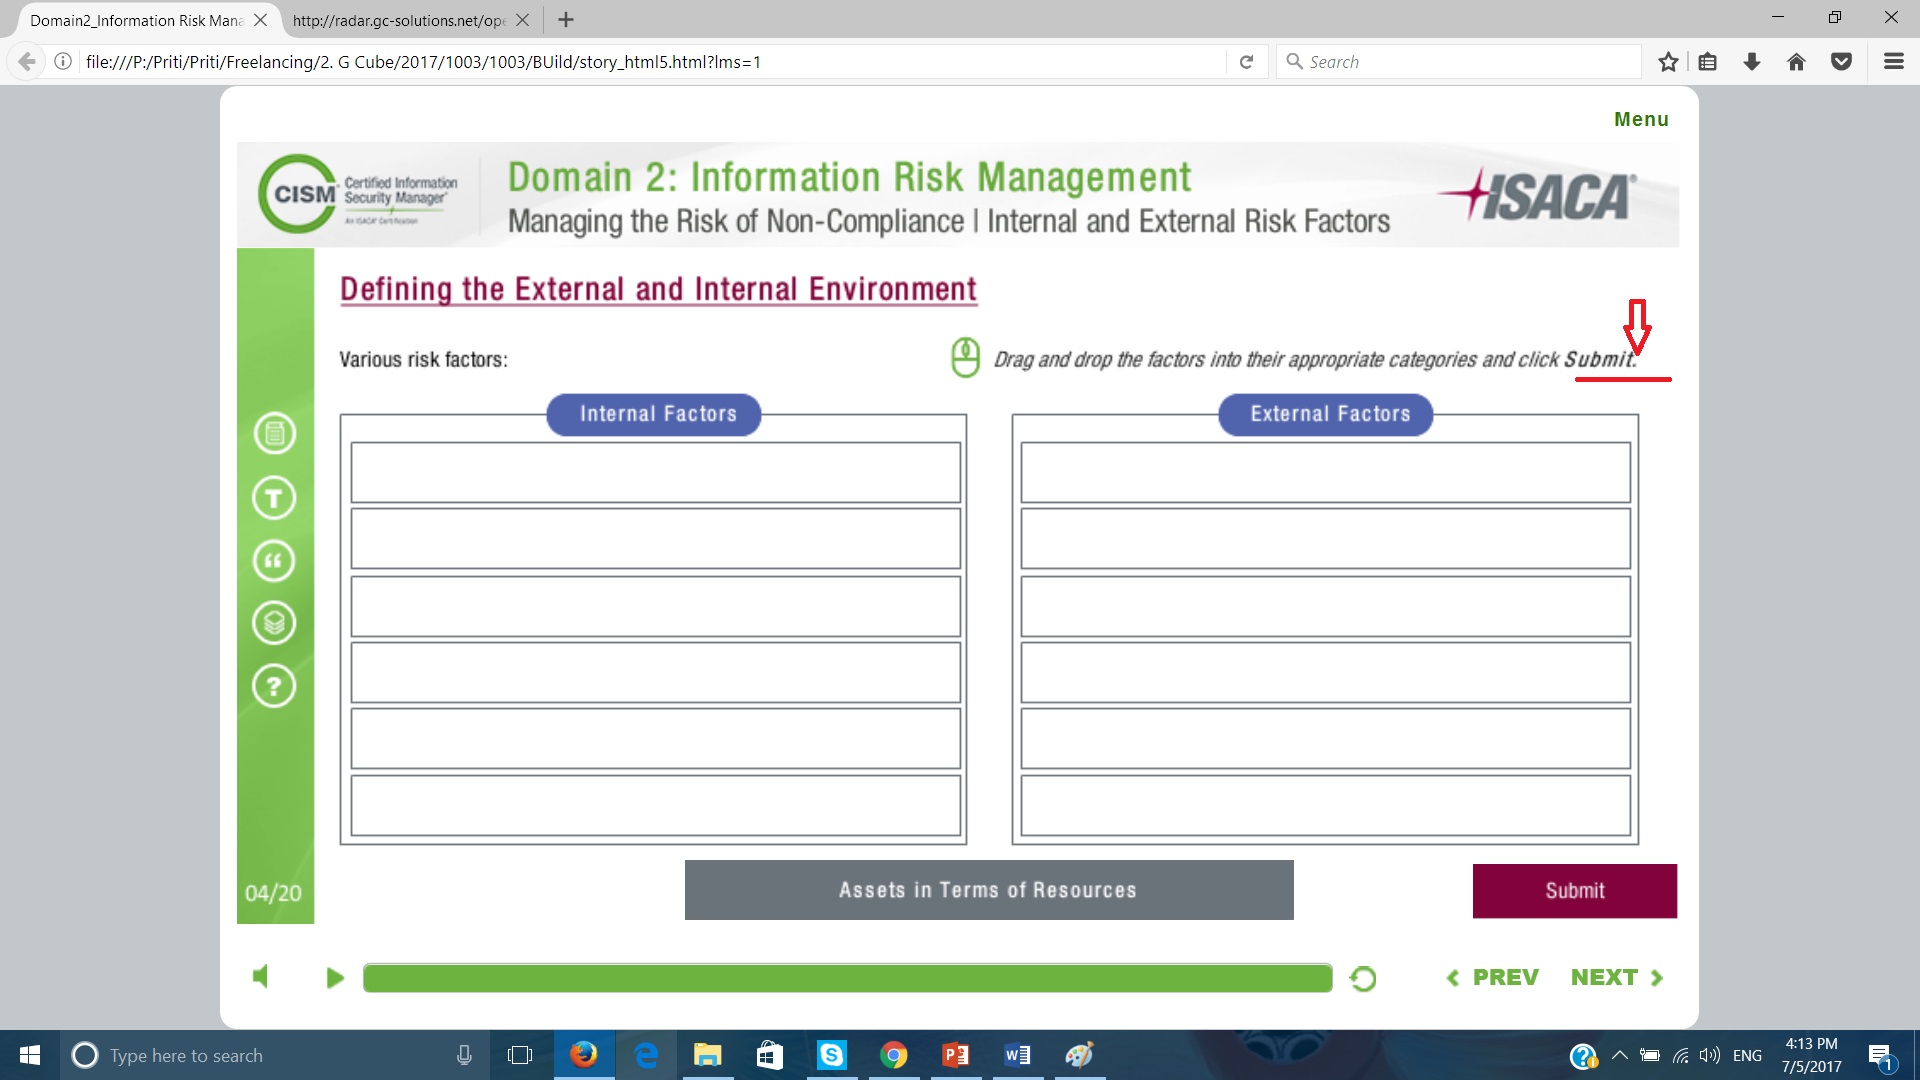 Domain2_Information Risk Mana
http://radar.gc-solutions.net/ope
file:///P:/Priti/Priti/Freelancing/2. G Cube/2017/1003/1003/BUild/story_html5.html?lms=1
Search
Menu
CISM
Certified Information
Security Manager
An ISACA Certification
Domain 2: Information Risk Management
Managing the Risk of Non-Compliance | Internal and External Risk Factors
ISACA®
Defining the External and Internal Environment
Various risk factors:
Drag and drop the factors into their appropriate categories and click Submit.
Internal Factors
External Factors
T
“
?
04/20
Assets in Terms of Resources
Submit
PREV
NEXT
Type here to search
ENG
4:13 PM
7/5/2017
1